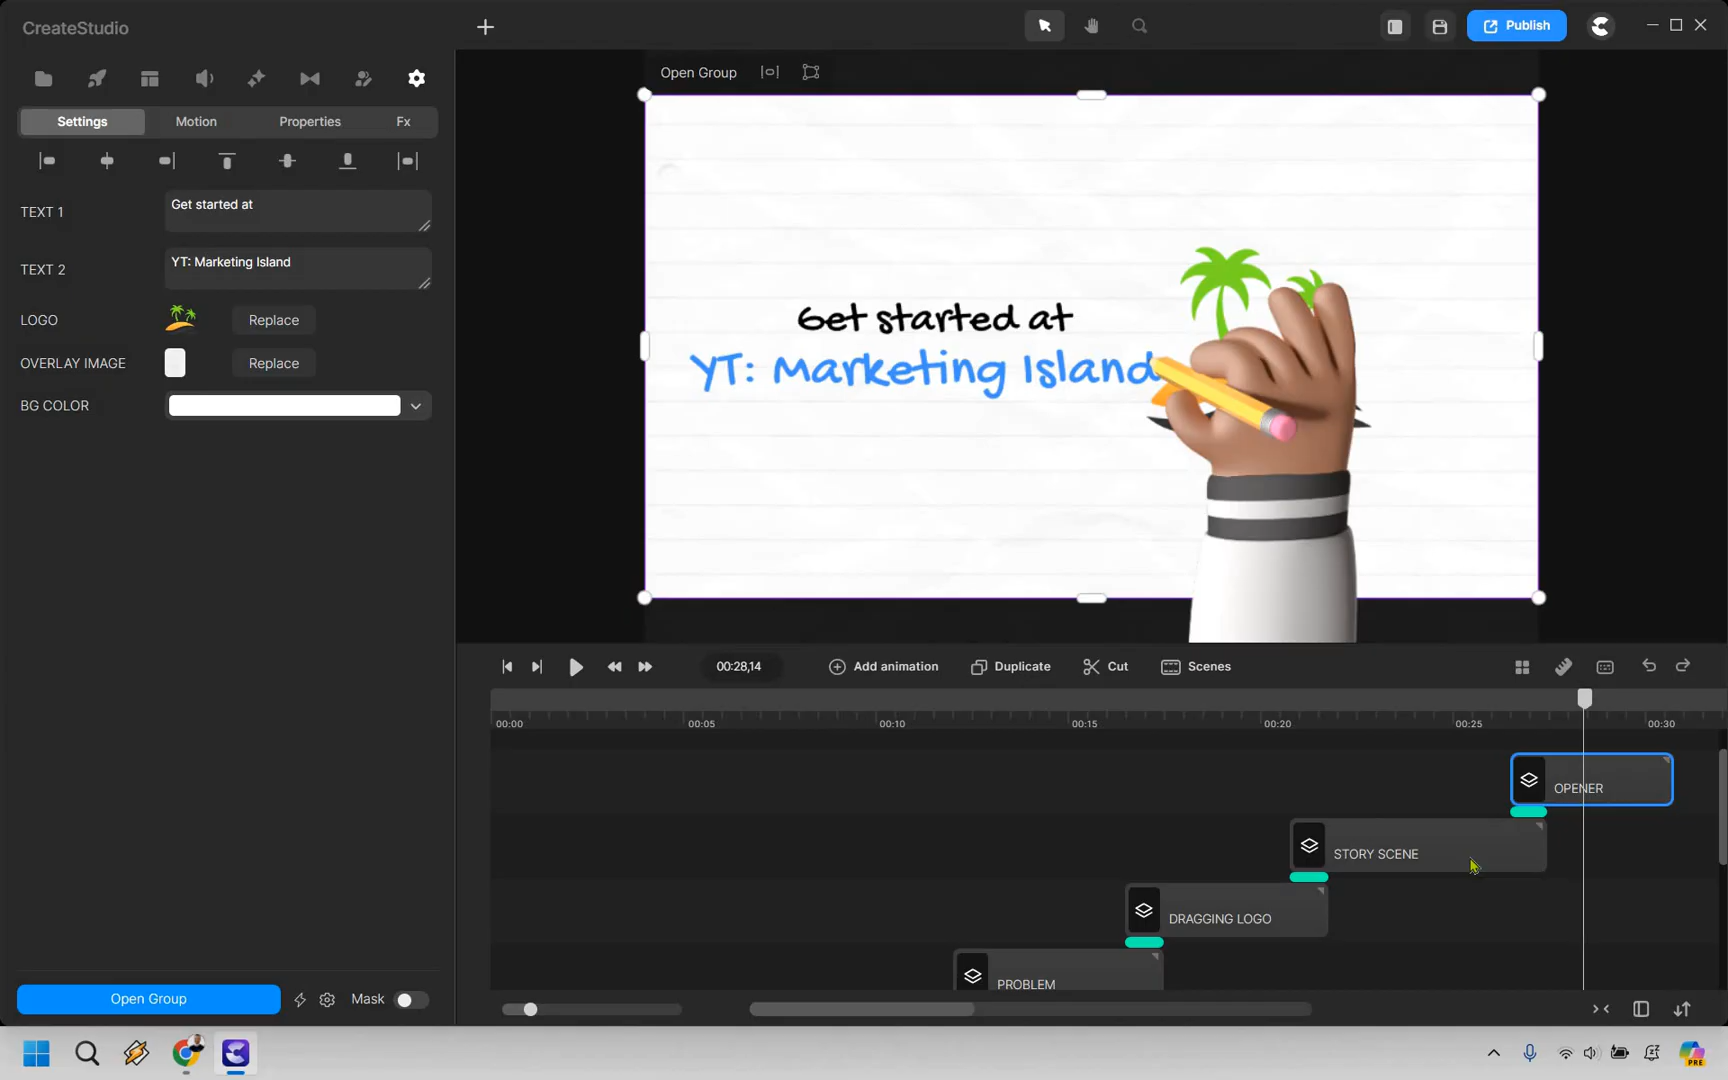 CreateStudio
Publish
Open Group
Settings
Motion
Properties
Fx
TEXT 1
Get started at
TEXT 2
YT: Marketing Island
LOGO
Replace
OVERLAY IMAGE
Replace
BG COLOR
Get started at
YT: Marketing Island
00:28,14
Add animation
Duplicate
Cut
Scenes
00:00
00:05
00:10
00:15
00:20
00:25
00:30
OPENER
STORY SCENE
DRAGGING LOGO
PROBLEM
Open Group
Mask
PRE